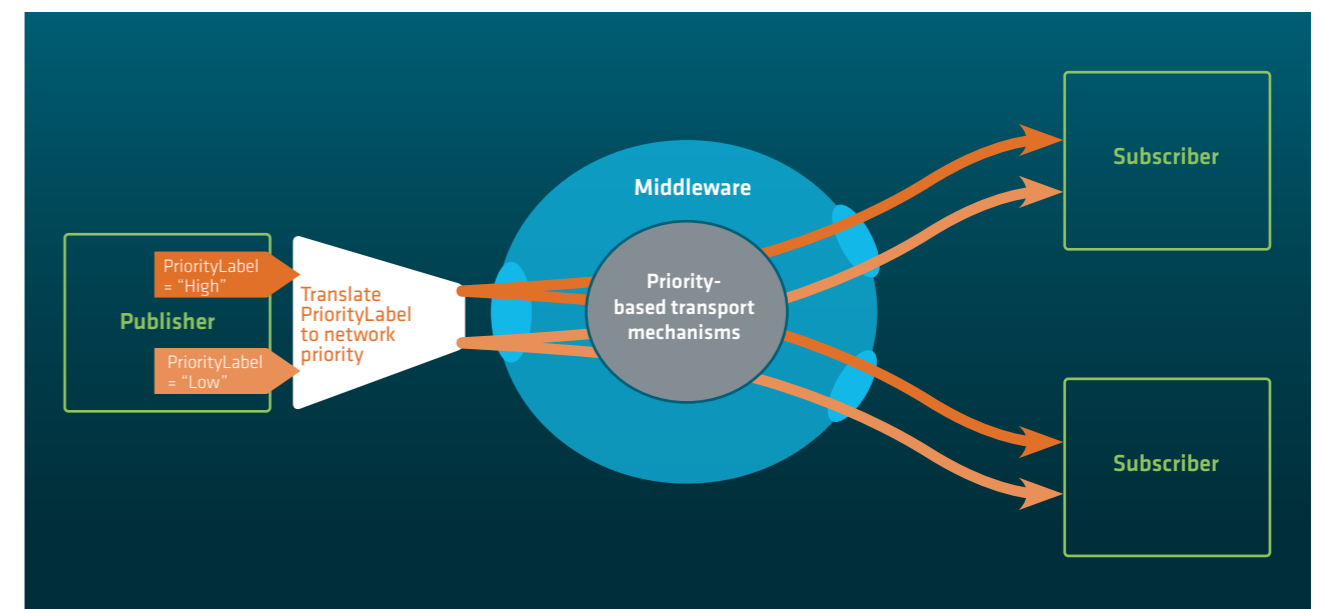 Publisher
PriorityLabel
= “High”
PriorityLabel
= “Low”
Translate
PriorityLabel
to network
priority
Middleware
Priority-
based transport
mechanisms
Subscriber
Subscriber